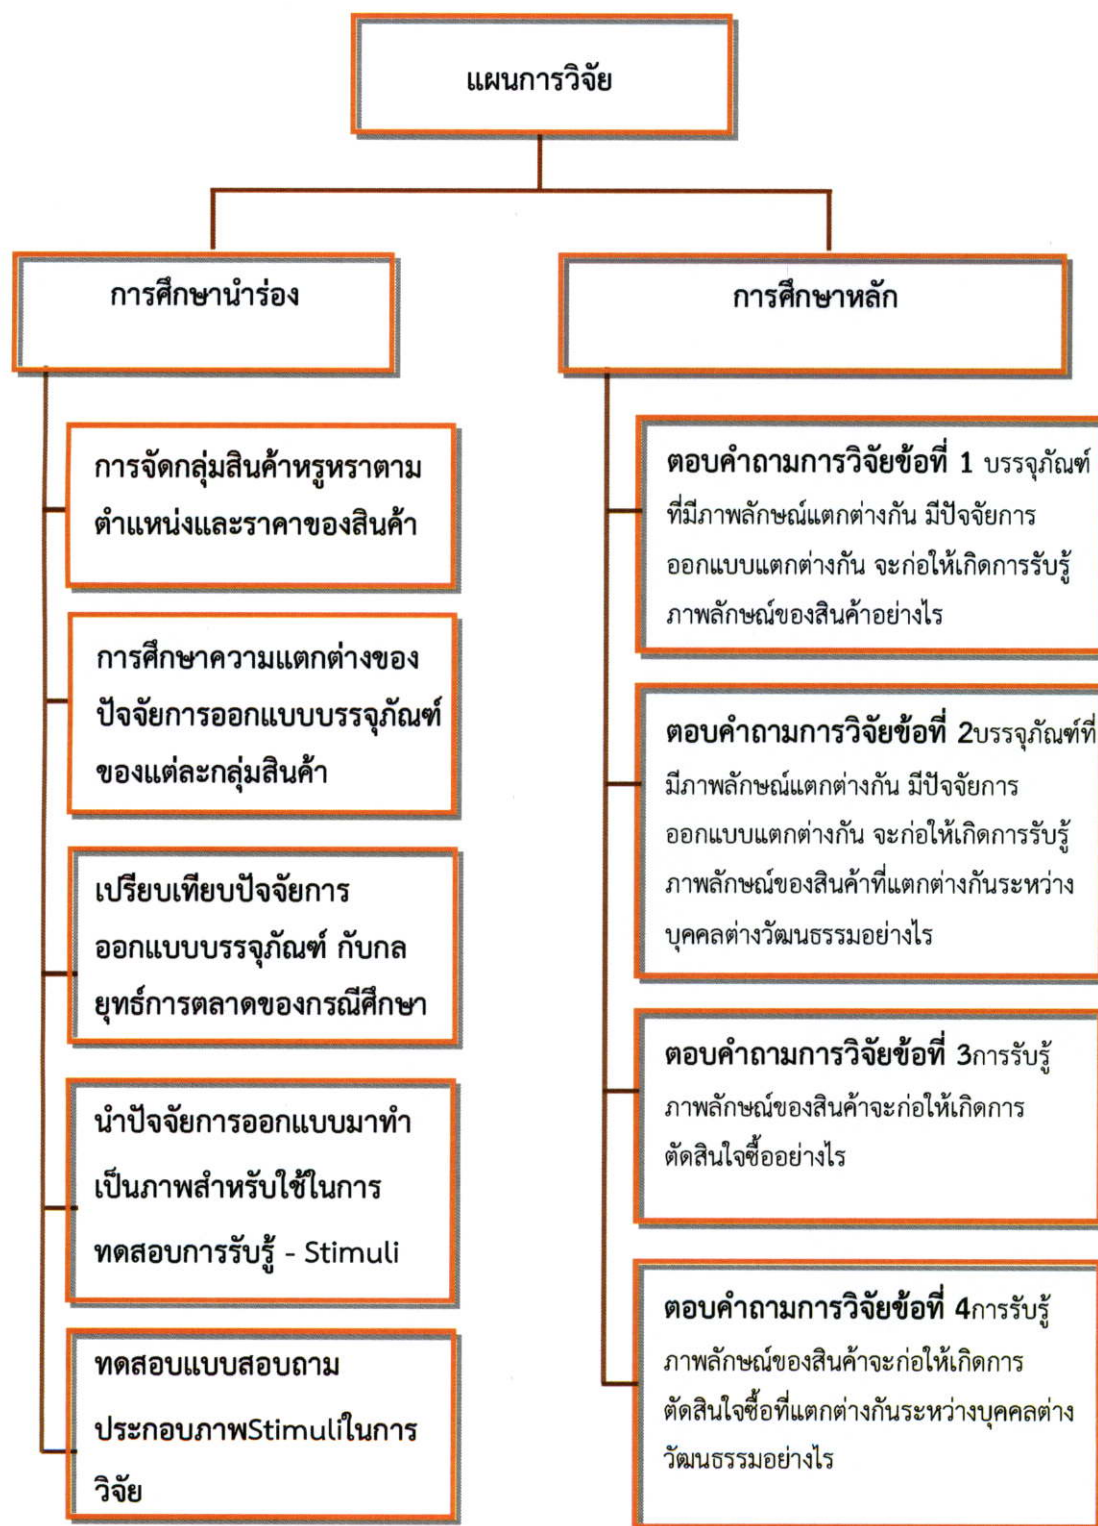 แผนการวิจัย
การศึกษานำร่อง
การจัดกลุ่มสินค้าหรูหราตาม
ตำแหน่งและราคาของสินค้า
การศึกษาความแตกต่างของ
ปัจจัยการออกแบบบรรจุภัณฑ์
ของแต่ละกลุ่มสินค้า
เปรียบเทียบปัจจัยการ
ออกแบบบรรจุภัณฑ์ กับกล
ยุทธ์การตลาดของกรณีศึกษา
นำปัจจัยการออกแบบมาทำ
เป็นภาพสำหรับใช้ในการ
ทดสอบการรับรู้ - Stimuli
ทดสอบแบบสอบถาม
ประกอบภาพStimuliในการ
วิจัย
การศึกษาหลัก
ตอบคำถามการวิจัยข้อที่ 1 บรรจุภัณฑ์
ที่มีภาพลักษณ์แตกต่างกัน มีปัจจัยการ
ออกแบบแตกต่างกัน จะก่อให้เกิดการรับรู้
ภาพลักษณ์ของสินค้าอย่างไร
ตอบคำถามการวิจัยข้อที่ 2บรรจุภัณฑ์ที่
มีภาพลักษณ์แตกต่างกัน มีปัจจัยการ
ออกแบบแตกต่างกัน จะก่อให้เกิดการรับรู้
ภาพลักษณ์ของสินค้าที่แตกต่างกันระหว่าง
บุคคลต่างวัฒนธรรมอย่างไร
ตอบคำถามการวิจัยข้อที่ 3การรับรู้
ภาพลักษณ์ของสินค้าจะก่อให้เกิดการ
ตัดสินใจซื้ออย่างไร
ตอบคำถามการวิจัยข้อที่ 4การรับรู้
ภาพลักษณ์ของสินค้าจะก่อให้เกิดการ
ตัดสินใจซื้อที่แตกต่างกันระหว่างบุคคลต่าง
วัฒนธรรมอย่างไร